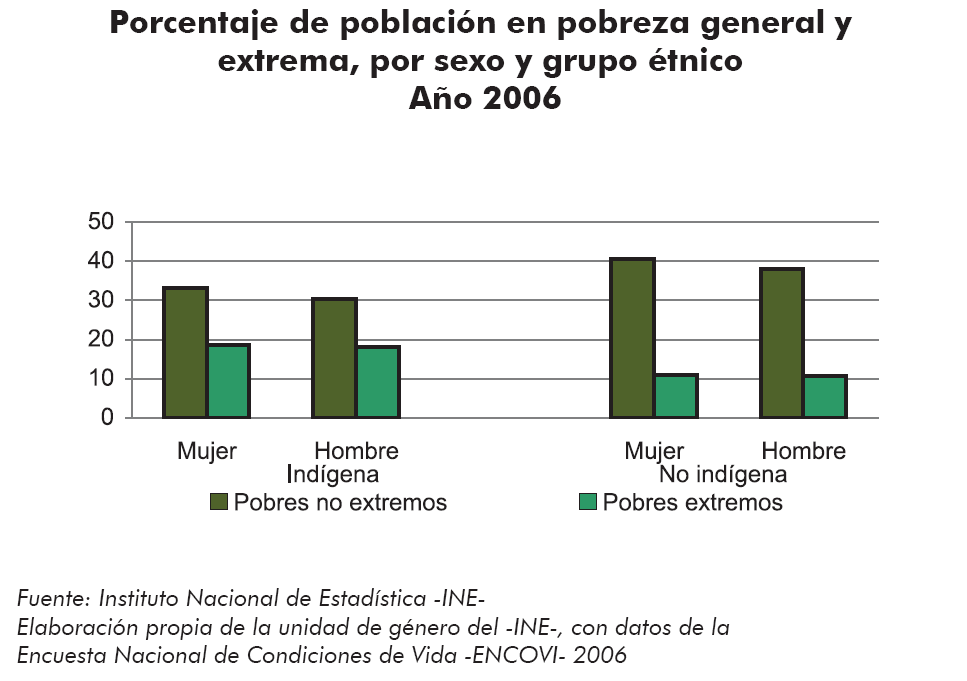 Porcentaje de población en pobreza general y
extrema, por sexo y grupo étnico
Año 2006
50
40
30
20
10
0
Mujer Hombre Mujer Hombre
Indígena No indígena
Pobres no extremos Pobres extremos
Fuente: Instituto Nacional de Estadística -INE-
Elaboración propia de la unidad de género del -INE-, con datos de la
Encuesta Nacional de Condiciones de Vida -ENCOVI- 2006